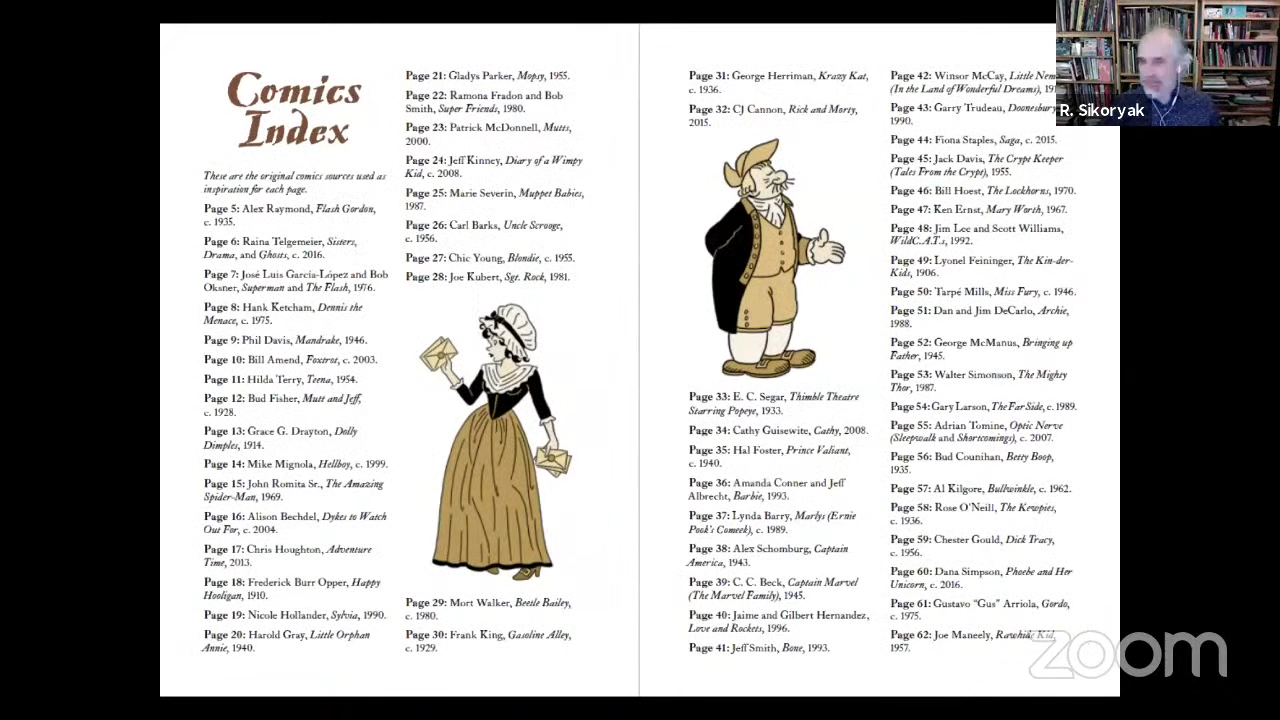 Comics
Index
These are the original comics sources used as
inspiration for each page.
Page 5: Alex Raymond, Flash Gordon,
c. 1935.
Page 6: Raina Telgemeier, Sisters,
Drama, and Ghosts, c. 2016.
Page 7: José Luis García-López and Bob
Oksner, Superman and The Flash, 1976.
Page 8: Hank Ketcham, Dennis the
Menace, c. 1975.
Page 9: Phil Davis, Mandrake, 1946.
Page 10: Bill Amend, Foxtrot, c. 2003.
Page 11: Hilda Terry, Teena, 1954.
Page 12: Bud Fisher, Mutt and Jeff,
c. 1928.
Page 13: Grace G. Drayton, Dolly
Dimples, 1914.
Page 14: Mike Mignola, Hellboy, c. 1999.
Page 15: John Romita Sr., The Amazing
Spider-Man, 1969.
Page 16: Alison Bechdel, Dykes to Watch
Out For, c. 2004.
Page 17: Chris Houghton, Adventure
Time, 2013.
Page 18: Frederick Burr Opper, Happy
Hooligan, 1910.
Page 19: Nicole Hollander, Sylvia, 1990.
Page 20: Harold Gray, Little Orphan
Annie, 1940.
Page 21: Gladys Parker, Mopsy, 1955.
Page 22: Ramona Fradon and Bob
Smith, Super Friends, 1980.
Page 23: Patrick McDonnell, Mutts,
2000.
Page 24: Jeff Kinney, Diary of a Wimpy
Kid, c. 2008.
Page 25: Marie Severin, Muppet Babies,
1987.
Page 26: Carl Barks, Uncle Scrooge,
c. 1956.
Page 27: Chic Young, Blondie, c. 1955.
Page 28: Joe Kubert, Sgt. Rock, 1981.
Page 29: Mort Walker, Beetle Bailey,
c. 1980.
Page 30: Frank King, Gasoline Alley,
c. 1929.
Page 31: George Herriman, Krazy Kat,
c. 1936.
Page 32: CJ Cannon, Rick and Morty,
2015.
Page 33: E. C. Segar, Thimble Theatre
Starring Popeye, 1933.
Page 34: Cathy Guisewite, Cathy, 2008.
Page 35: Hal Foster, Prince Valiant,
c. 1940.
Page 36: Amanda Conner and Jeff
Albrecht, Barbie, 1993.
Page 37: Lynda Barry, Marlys (Ernie
Pook's Comeek), c. 1989.
Page 38: Alex Schomburg, Captain
America, 1943.
Page 39: C. C. Beck, Captain Marvel
(The Marvel Family), 1945.
Page 40: Jaime and Gilbert Hernandez,
Love and Rockets, 1996.
Page 41: Jeff Smith, Bone, 1993.
Page 42: Winsor McCay, Little
(In the Land of Wonderful Dreams),
Page 43: Garry Trudeau, Doonesbury
1990.
Page 44: Fiona Staples, Saga, c. 2015.
Page 45: Jack Davis, The Crypt Keeper
(Tales From the Crypt), 1955.
Page 46: Bill Hoest, The Lockhorns, 1970.
Page 47: Ken Ernst, Mary Worth, 1967.
Page 48: Jim Lee and Scott Williams,
WildC.A.T.s, 1992.
Page 49: Lyonel Feininger, The Kin-der-
Kids, 1906.
Page 50: Tarpé Mills, Miss Fury, c. 1946.
Page 51: Dan and Jim DeCarlo, Archie,
1988.
Page 52: George McManus, Bringing up
Father, 1945.
Page 53: Walter Simonson, The Mighty
Thor, 1987.
Page 54: Gary Larson, The Far Side, c. 1989.
Page 55: Adrian Tomine, Optic Nerve
(Sleepwalk and Shortcomings), c. 2007.
Page 56: Bud Counihan, Betty Boop,
1935.
Page 57: Al Kilgore, Bullwinkle, c. 1962.
Page 58: Rose O'Neill, The Kewpies,
c. 1936.
Page 59: Chester Gould, Dick Tracy,
c. 1956.
Page 60: Dana Simpson, Phoebe and Her
Unicorn, c. 2016.
Page 61: Gustavo "Gus" Arriola, Gordo,
c. 1975.
Page 62: Joe Maneely, Rawhide Kid,
1957.
R. Sikoryak
zoom